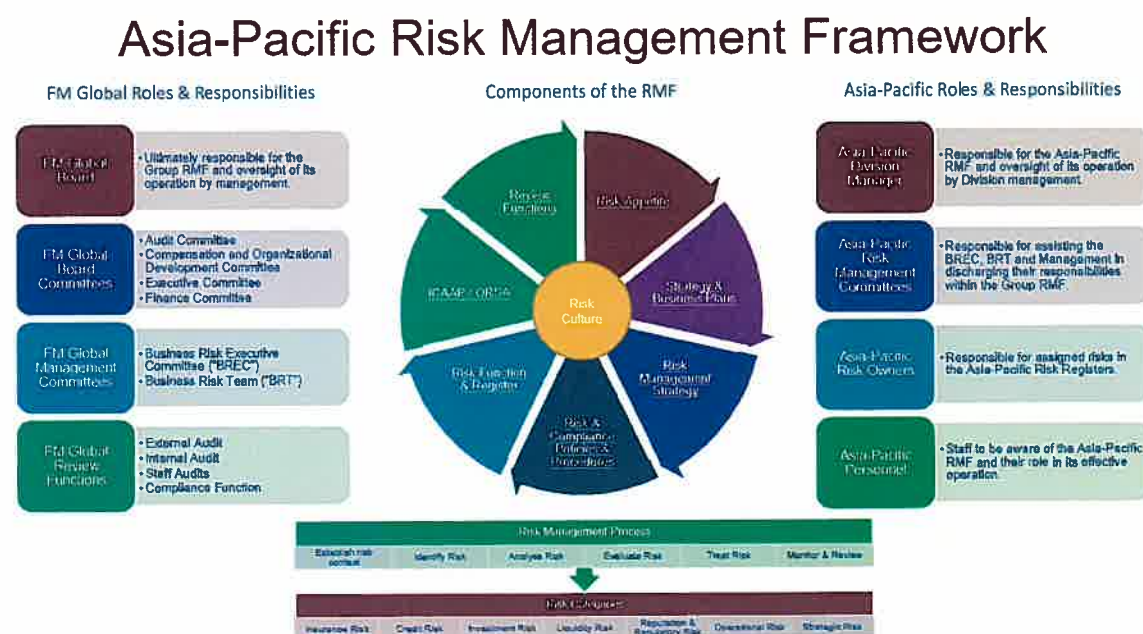 Asia-Pacific Risk Management Framework
FM Global Roles & Responsibilities
FM Global
Board
• Ultimately responsible for the
Group RMF and oversight of its
operation by management.
FM Global
Board
Committees
• Audit Committee
• Compensation and Organizational
Development Committee
• Executive Committee
• Finance Committee
FM Global
Management
Committees
• Business Risk Executive
Committee ("BREC")
• Business Risk Team ("BRT")
FM Global
Review
Functions
• External Audit
• Internal Audit
• Staff Audits
• Compliance Function
Components of the RMF
Risk Appetite
Strategy &
Business Plans
Risk
Management
Strategy
Risk &
Compliance
Policies &
Procedures
Risk Function
& Register
ICAAP / ORSA
Review
Functions
Risk
Culture
Asia-Pacific Roles & Responsibilities
Asia-Pacific
Division
Manager
• Responsible for the Asia-Pacific
RMF and oversight of its operation
by Division management.
Asia-Pacific
Risk
Management
Committees
• Responsible for assisting the
BREC, BRT and Management in
discharging their responsibilities
within the Group RMF.
Asia-Pacific
Risk Owners
• Responsible for assigned risks in
the Asia-Pacific Risk Registers.
Asia-Pacific
Personnel
• Staff to be aware of the Asia-Pacific
RMF and their role in its effective
operation.
Risk Management Process
Establish risk
context
Identify Risk
Analyse Risk
Evaluate Risk
Treat Risk
Monitor & Review
Risk Categories
Insurance Risk
Credit Risk
Investment Risk
Liquidity Risk
Reputation &
Regulatory Risk
Operational Risk
Strategic Risk